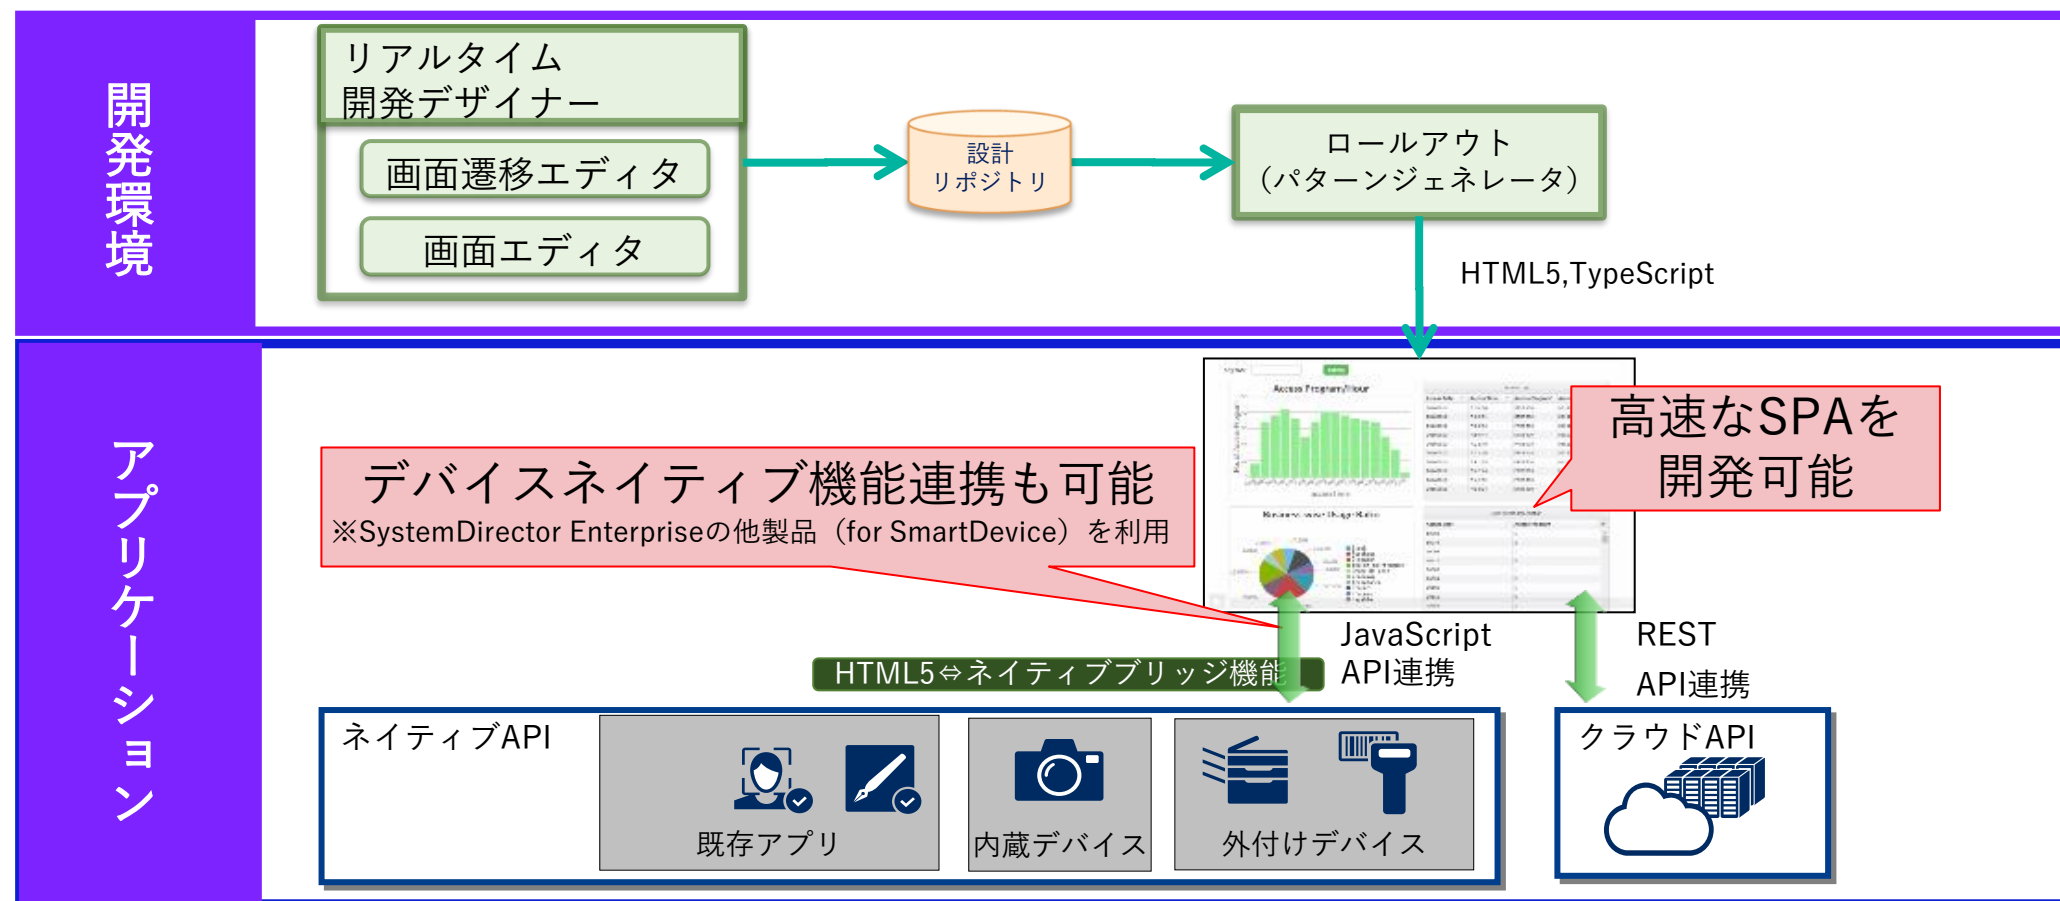 開発環境
リアルタイム
開発デザイナー
画面遷移エディタ
画面エディタ
設計
リポジトリ
ロールアウト
（パターンジェネレータ）
HTML5,TypeScript
アプリケーション
Access Program/Hour
Business wise Usage Ratio
高速なSPAを
開発可能
デバイスネイティブ機能連携も可能
※SystemDirector Enterpriseの他製品（for SmartDevice）を利用
HTML5⇔ネイティブブリッジ機能
JavaScript
API連携
REST
API連携
ネイティブAPI
既存アプリ
内蔵デバイス
外付けデバイス
クラウドAPI